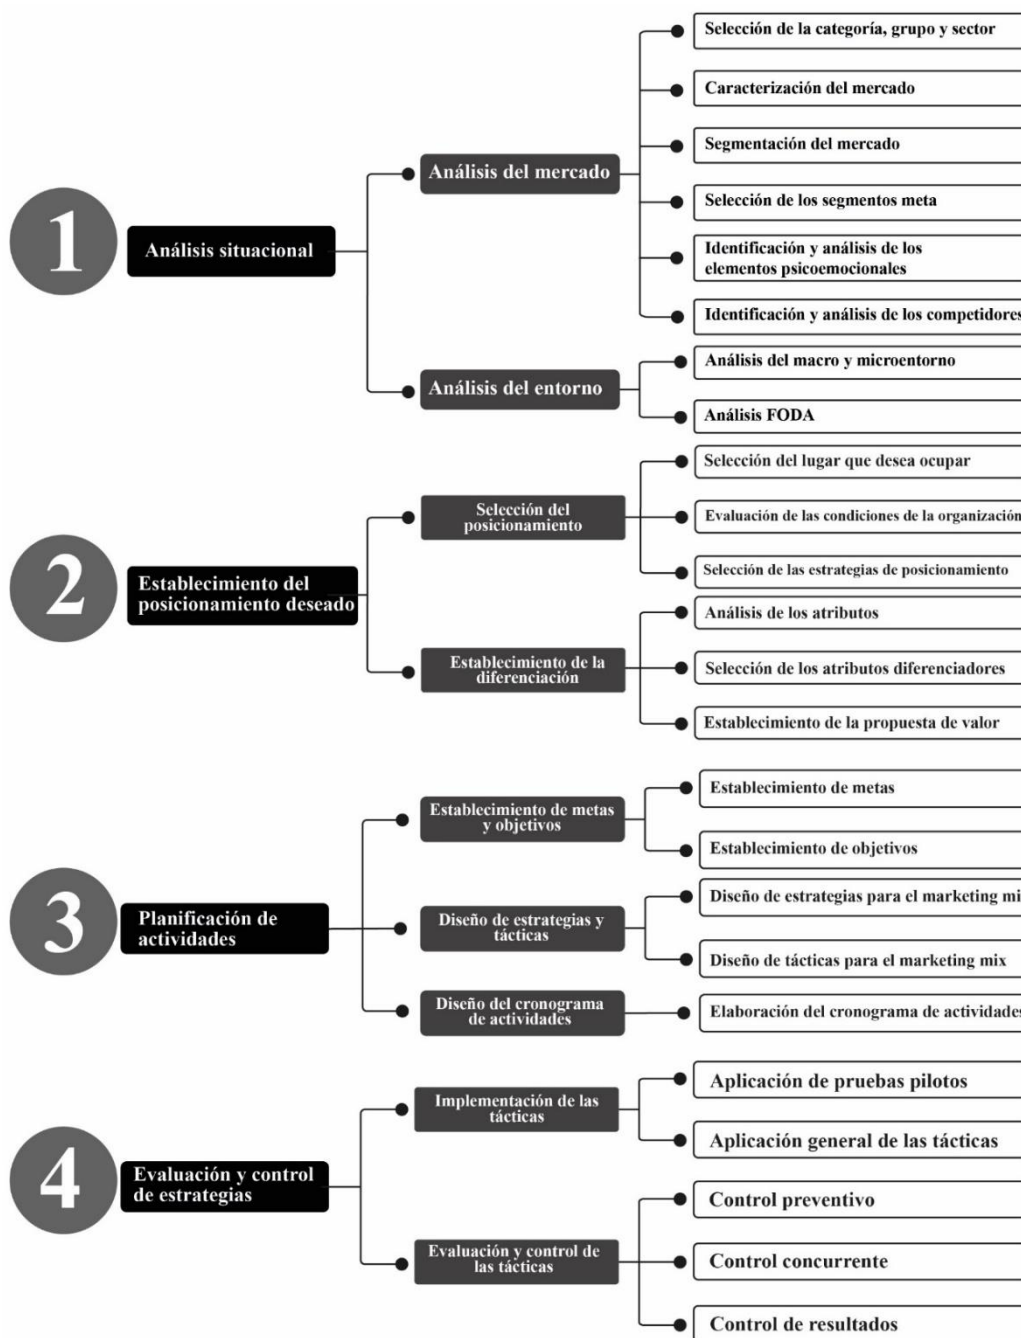 1
Análisis situacional
Análisis del mercado
Selección de la categoría, grupo y sector
Caracterización del mercado
Segmentación del mercado
Selección de los segmentos meta
Identificación y análisis de los
elementos psicoemocionales
Identificación y análisis de los competidores
Análisis del entorno
Análisis del macro y microentorno
Análisis FODA
2
Establecimiento del
posicionamiento deseado
Selección del
posicionamiento
Selección del lugar que desea ocupar
Evaluación de las condiciones de la organización
Selección de las estrategias de posicionamiento
Establecimiento de la
diferenciación
Análisis de los atributos
Selección de los atributos diferenciadores
Establecimiento de la propuesta de valor
3
Planificación de
actividades
Establecimiento de metas
y objetivos
Establecimiento de metas
Establecimiento de objetivos
Diseño de estrategias y
tácticas
Diseño de estrategias para el marketing mi
Diseño de tácticas para el marketing mix
Diseño del cronograma
de actividades
Elaboración del cronograma de actividades
4
Evaluación y control
de estrategias
Implementación de las
tácticas
Aplicación de pruebas pilotos
Aplicación general de las tácticas
Evaluación y control de
las tácticas
Control preventivo
Control concurrente
Control de resultados